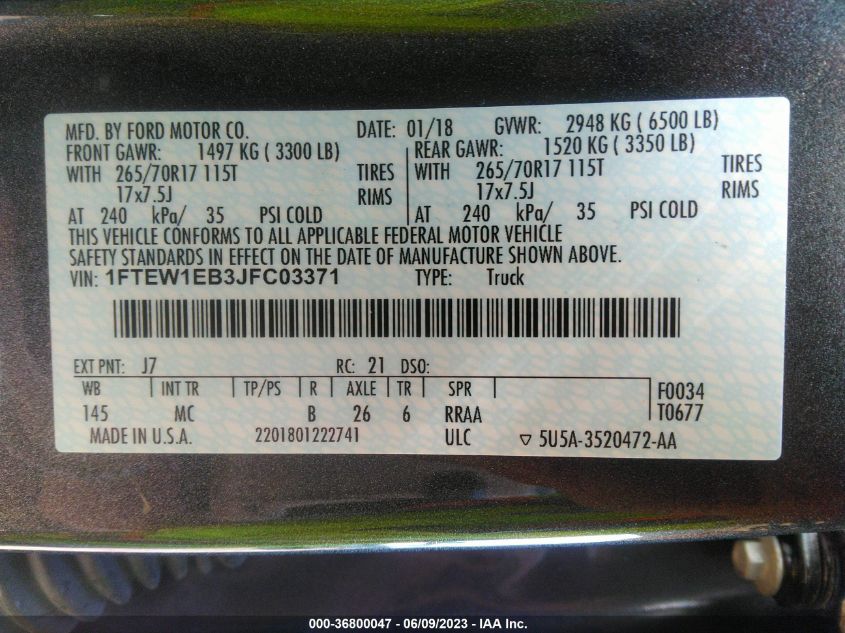 MFD. BY FORD MOTOR CO. DATE: 01/18 GVWR: 2948 KG ( 6500 LB)
FRONT GAWR: 1497 KG ( 3300 LB) REAR GAWR: 1520 KG ( 3350 LB)
WITH 265/70R17 115T TIRES WITH 265/70R17 115T TIRES
17x7.5J RIMS 17x7.5J RIMS
AT 240 kPa/ 35 PSI COLD AT 240 kPa/ 35 PSI COLD
THIS VEHICLE CONFORMS TO ALL APPLICABLE FEDERAL MOTOR VEHICLE
SAFETY STANDARDS IN EFFECT ON THE DATE OF MANUFACTURE SHOWN ABOVE.
VIN: 1FTEW1EB3JFC03371 TYPE: Truck
EXT PNT: J7 RC: 21 DSO:
WB INT TR TP/PS R AXLE TR SPR F0034
145 MC B 26 6 RRAA T0677
MADE IN U.S.A. 2201801222741 ULC ▽ 5U5A-3520472-AA
000-36800047 - 06/09/2023 - IAA Inc.